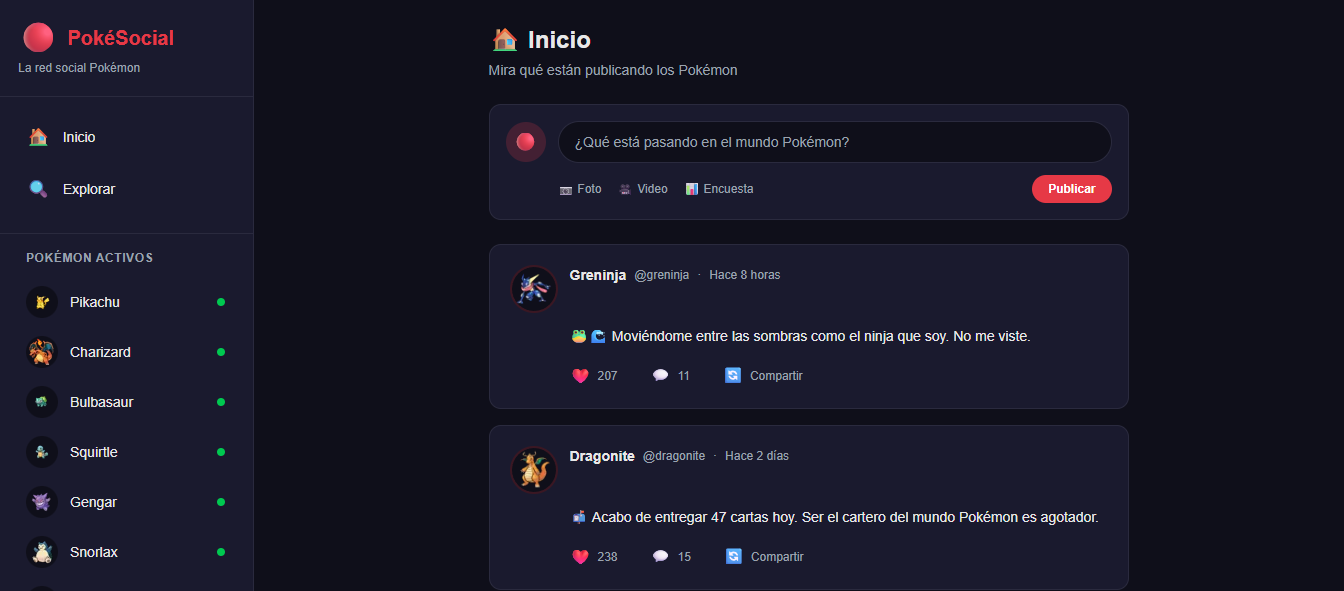 PokéSocial
La red social Pokémon
Inicio
Explorar
POKÉMON ACTIVOS
Pikachu
Charizard
Bulbasaur
Squirtle
Gengar
Snorlax
Inicio
Mira qué están publicando los Pokémon
¿Qué está pasando en el mundo Pokémon?
Foto Video Encuesta Publicar
Greninja @greninja · Hace 8 horas
Moviéndome entre las sombras como el ninja que soy. No me viste.
207 11 Compartir
Dragonite @dragonite · Hace 2 días
Acabo de entregar 47 cartas hoy. Ser el cartero del mundo Pokémon es agotador.
238 15 Compartir